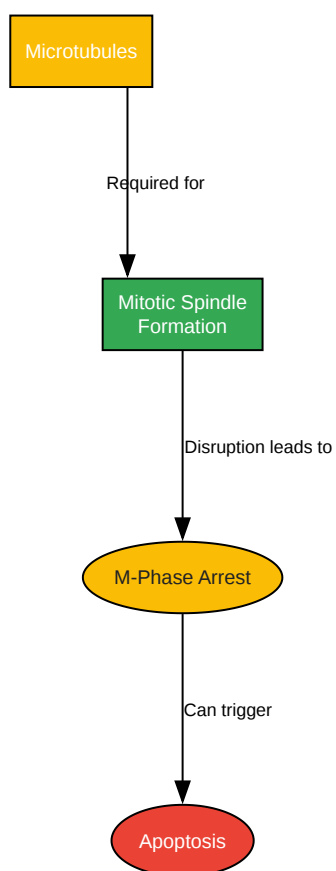 Microtubules
Required for
Mitotic Spindle
Formation
Disruption leads to
M-Phase Arrest
Can trigger
Apoptosis